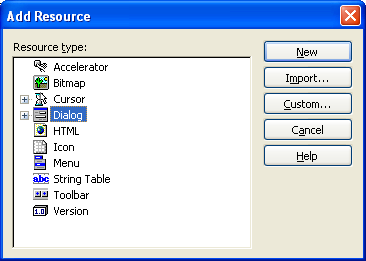 Add Resource
Resource type:
Accelerator
Bitmap
Cursor
Dialog
HTML
Icon
Menu
abc String Table
Toolbar
1.0 Version
New
Import...
Custom...
Cancel
Help